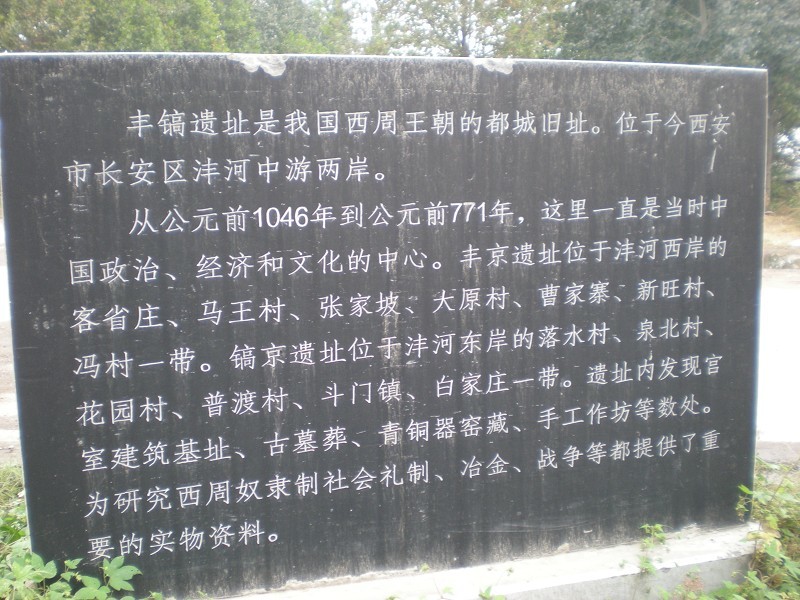 丰镐遗址是我国西周王朝的都城旧址。位于今西安
市长安区沣河中游两岸。
从公元前1046年到公元前771年，这里一直是当时中
国政治、经济和文化的中心。丰京遗址位于沣河西岸的
客省庄、马王村、张家坡、大原村、曹家寨、新旺村、
冯村一带。镐京遗址位于沣河东岸的落水村、泉北村、
花园村、普渡村、斗门镇、白家庄一带。遗址内发现宫
室建筑基址、古墓葬、青铜器窑藏、手工作坊等数处。
为研究西周奴隶制社会礼制、冶金、战争等都提供了重
要的实物资料。